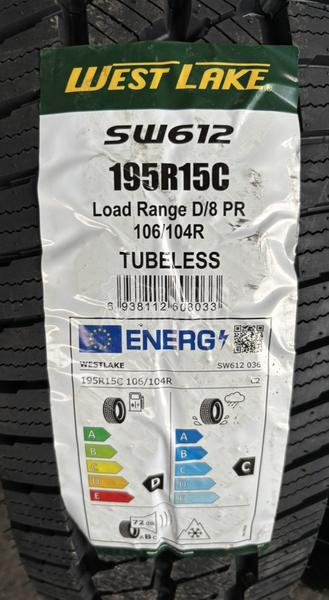 WEST LAKE
SW612
195R15C
Load Range D/8 PR
106/104R
TUBELESS
6 938112 608033
ENERG
WESTLAKE SW612 036
195R15C 106/104R C2
A A
B B
C C C
D D D
E E
72 dB
A B C